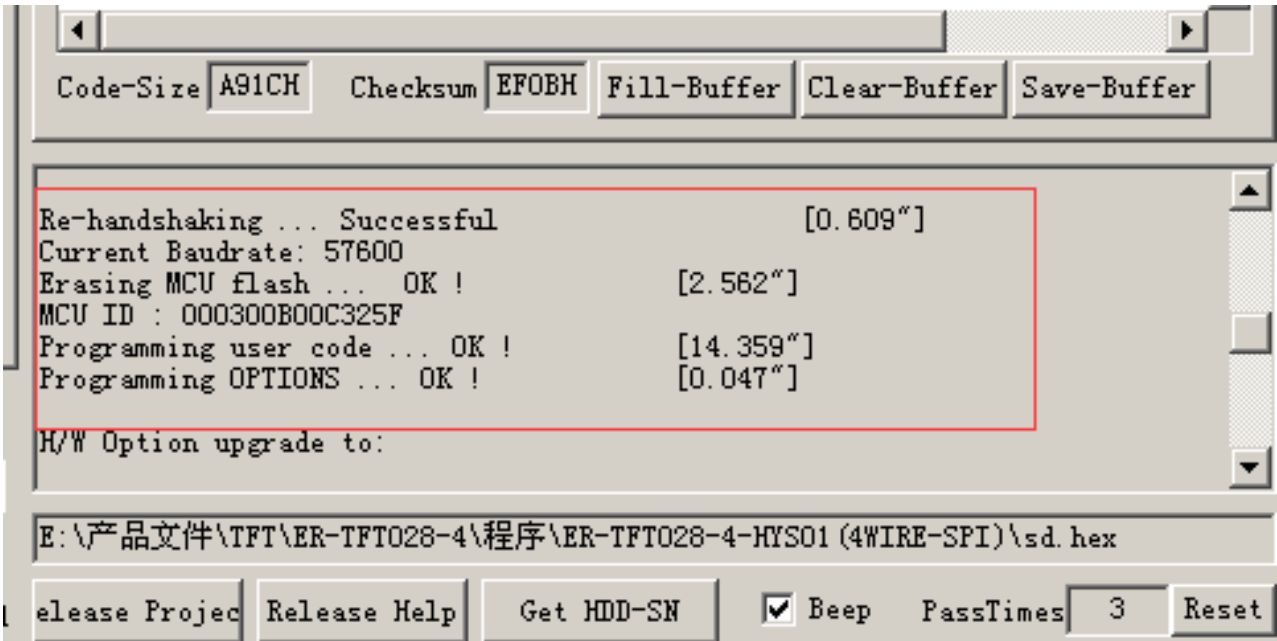 Code-Size A91CH Checksum EF0BH Fill-Buffer Clear-Buffer Save-Buffer
Re-handshaking ... Successful [0.609"]
Current Baudrate: 57600
Erasing MCU flash ... OK ! [2.562"]
MCU ID : 000300B00C325F
Programming user code ... OK ! [14.359"]
Programming OPTIONS ... OK ! [0.047"]
H/W Option upgrade to:
E:\产品文件\TFT\ER-TFT028-4\程序\ER-TFT028-4-HYS01(4WIRE-SPI)\sd.hex
elease Projec Release Help Get HDD-SN Beep PassTimes 3 Reset